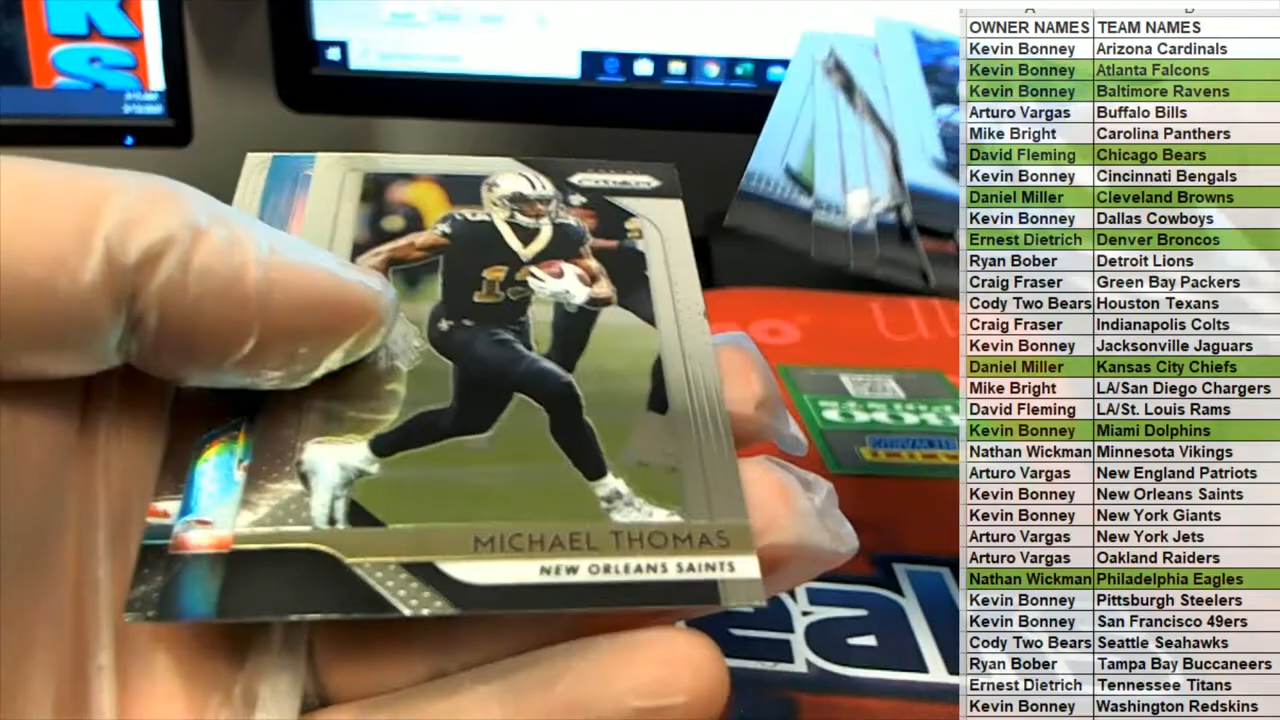 KS
PRIZM
13
MICHAEL THOMAS
NEW ORLEANS SAINTS
OWNER NAMES TEAM NAMES
Kevin Bonney Arizona Cardinals
Kevin Bonney Atlanta Falcons
Kevin Bonney Baltimore Ravens
Arturo Vargas Buffalo Bills
Mike Bright Carolina Panthers
David Fleming Chicago Bears
Kevin Bonney Cincinnati Bengals
Daniel Miller Cleveland Browns
Kevin Bonney Dallas Cowboys
Ernest Dietrich Denver Broncos
Ryan Bober Detroit Lions
Craig Fraser Green Bay Packers
Cody Two Bears Houston Texans
Craig Fraser Indianapolis Colts
Kevin Bonney Jacksonville Jaguars
Daniel Miller Kansas City Chiefs
Mike Bright LA/San Diego Chargers
David Fleming LA/St. Louis Rams
Kevin Bonney Miami Dolphins
Nathan Wickman Minnesota Vikings
Arturo Vargas New England Patriots
Kevin Bonney New Orleans Saints
Kevin Bonney New York Giants
Arturo Vargas New York Jets
Arturo Vargas Oakland Raiders
Nathan Wickman Philadelphia Eagles
Kevin Bonney Pittsburgh Steelers
Kevin Bonney San Francisco 49ers
Cody Two Bears Seattle Seahawks
Ryan Bober Tampa Bay Buccaneers
Ernest Dietrich Tennessee Titans
Kevin Bonney Washington Redskins